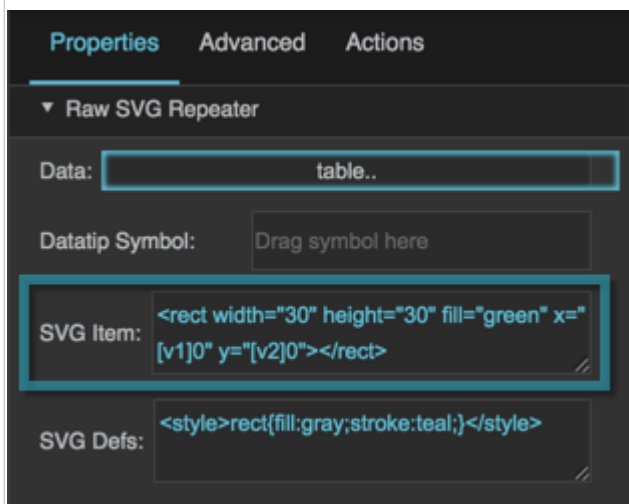 Properties Advanced Actions
▼ Raw SVG Repeater
Data: table..
Datatip Symbol: Drag symbol here
SVG Item: <rect width="30" height="30" fill="green" x="
[v1]0" y="[v2]0"></rect>
SVG Defs: <style>rect{fill:gray;stroke:teal;}</style>